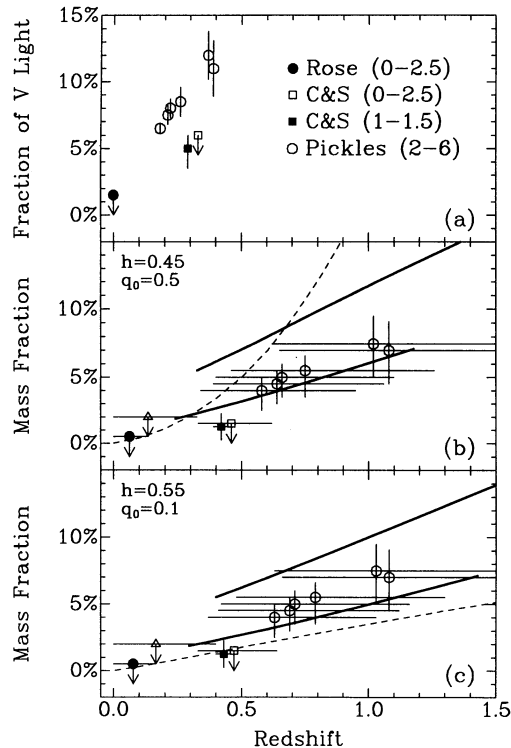 15%
10%
5%
0%
Fraction of V Light
● Rose (0−2.5)
□ C&S (0−2.5)
■ C&S (1−1.5)
○ Pickles (2−6)
(a)
h=0.45
q₀=0.5
10%
5%
0%
Mass Fraction
(b)
h=0.55
q₀=0.1
10%
5%
0%
Mass Fraction
(c)
0.0 0.5 1.0 1.5
Redshift